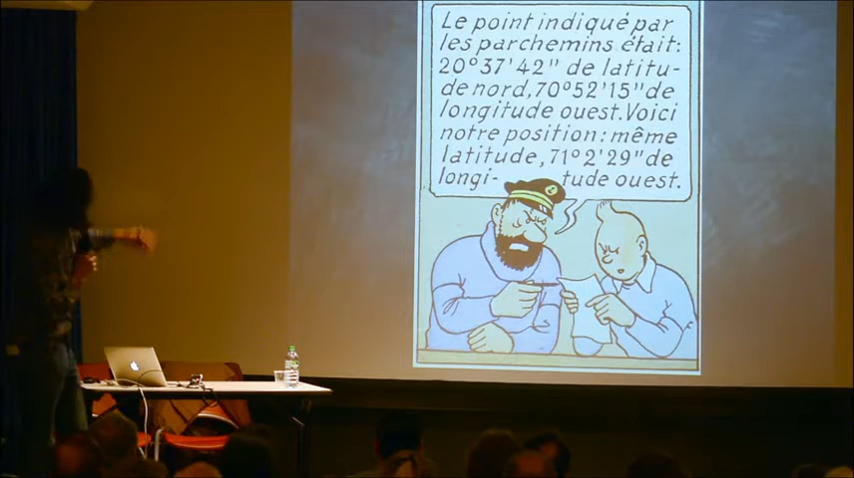 Le point indiqué par
les parchemins était:
20°37'42" de latitu-
de nord, 70°52'15" de
longitude ouest. Voici
notre position: même
latitude, 71°2'29" de
longi- tude ouest.